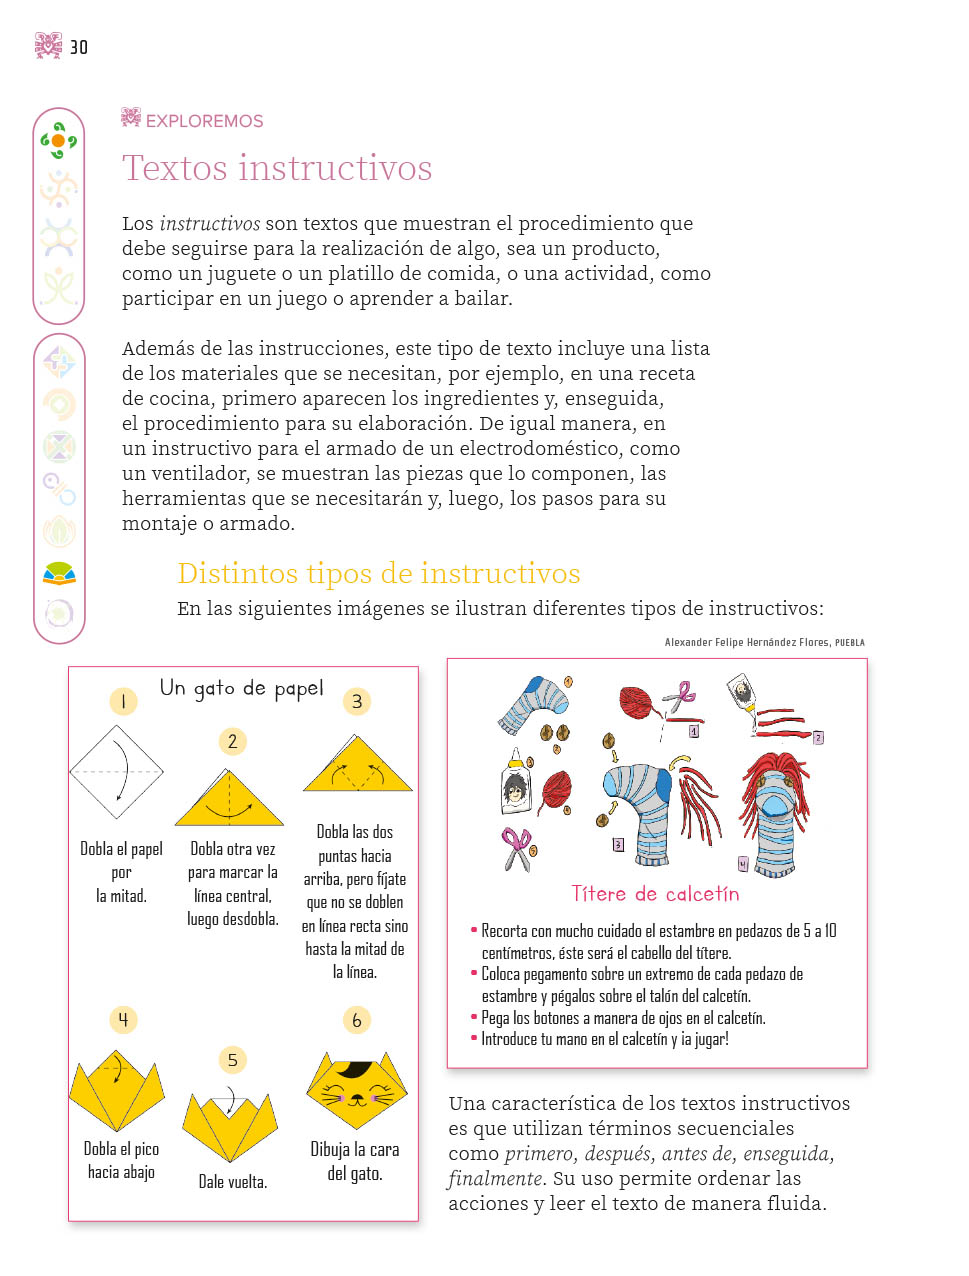 30
EXPLOREMOS
Textos instructivos
Los instructivos son textos que muestran el procedimiento que
debe seguirse para la realización de algo, sea un producto,
como un juguete o un platillo de comida, o una actividad, como
participar en un juego o aprender a bailar.
Además de las instrucciones, este tipo de texto incluye una lista
de los materiales que se necesitan, por ejemplo, en una receta
de cocina, primero aparecen los ingredientes y, enseguida,
el procedimiento para su elaboración. De igual manera, en
un instructivo para el armado de un electrodoméstico, como
un ventilador, se muestran las piezas que lo componen, las
herramientas que se necesitarán y, luego, los pasos para su
montaje o armado.
Distintos tipos de instructivos
En las siguientes imágenes se ilustran diferentes tipos de instructivos:
Un gato de papel
1
Dobla el papel
por
la mitad.
2
Dobla otra vez
para marcar la
línea central,
luego desdobla.
3
Dobla las dos
puntas hacia
arriba, pero fíjate
que no se doblen
en línea recta sino
hasta la mitad de
la línea.
4
Dobla el pico
hacia abajo
5
Dale vuelta.
6
Dibuja la cara
del gato.
Alexander Felipe Hernández Flores, PUEBLA
1
2
3
4
Títere de calcetín
• Recorta con mucho cuidado el estambre en pedazos de 5 a 10
centímetros, éste será el cabello del títere.
• Coloca pegamento sobre un extremo de cada pedazo de
estambre y pégalos sobre el talón del calcetín.
• Pega los botones a manera de ojos en el calcetín.
• Introduce tu mano en el calcetín y ¡a jugar!
Una característica de los textos instructivos
es que utilizan términos secuenciales
como primero, después, antes de, enseguida,
finalmente. Su uso permite ordenar las
acciones y leer el texto de manera fluida.